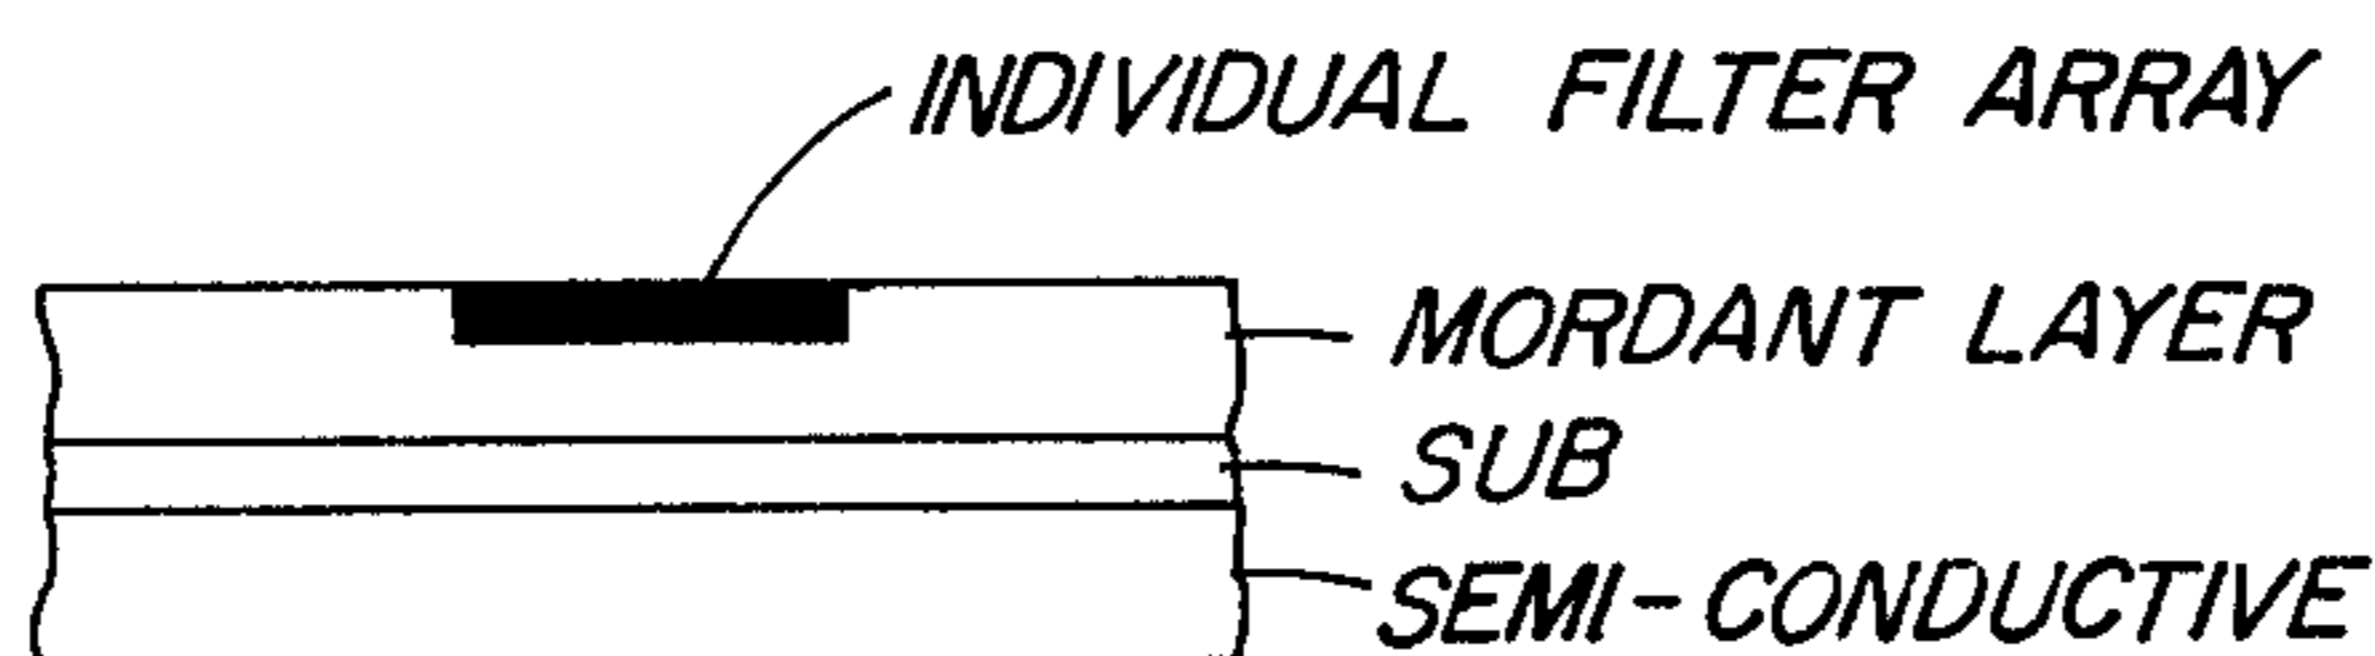 INDIVIDUAL FILTER ARRAY
MORDANT LAYER
SUB
SEMI-CONDUCTIVE